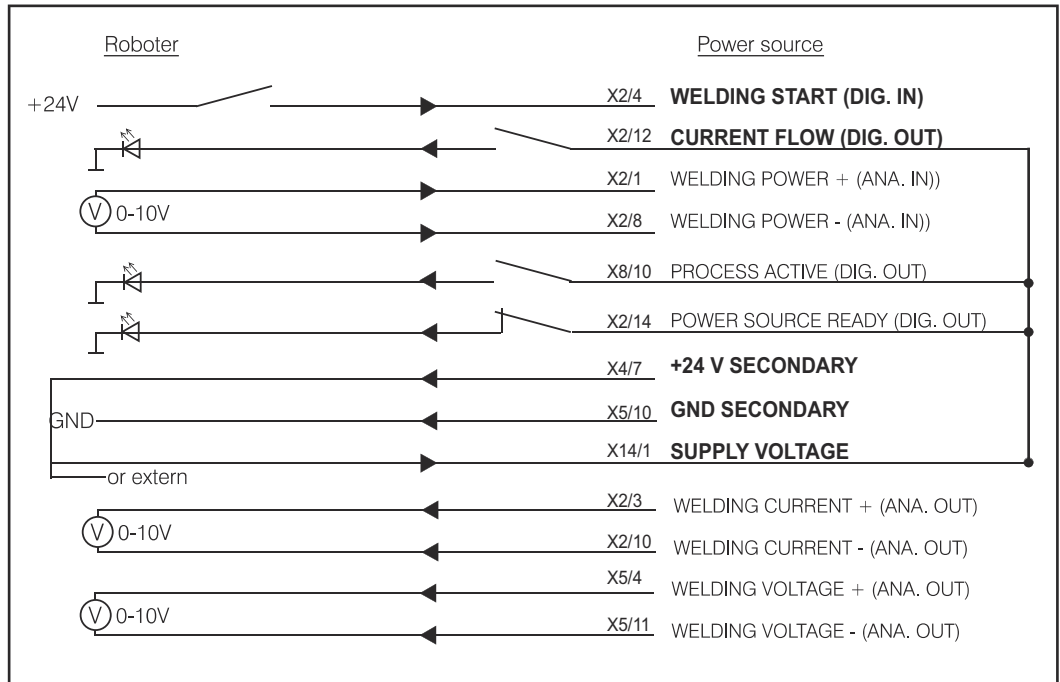 Roboter Power source
+24V X2/4 WELDING START (DIG. IN)
X2/12 CURRENT FLOW (DIG. OUT)
X2/1 WELDING POWER + (ANA. IN))
V 0-10V
X2/8 WELDING POWER - (ANA. IN))
X8/10 PROCESS ACTIVE (DIG. OUT)
X2/14 POWER SOURCE READY (DIG. OUT)
X4/7 +24 V SECONDARY
GND X5/10 GND SECONDARY
X14/1 SUPPLY VOLTAGE
or extern
X2/3 WELDING CURRENT + (ANA. OUT)
V 0-10V
X2/10 WELDING CURRENT - (ANA. OUT)
X5/4 WELDING VOLTAGE + (ANA. OUT)
V 0-10V
X5/11 WELDING VOLTAGE - (ANA. OUT)